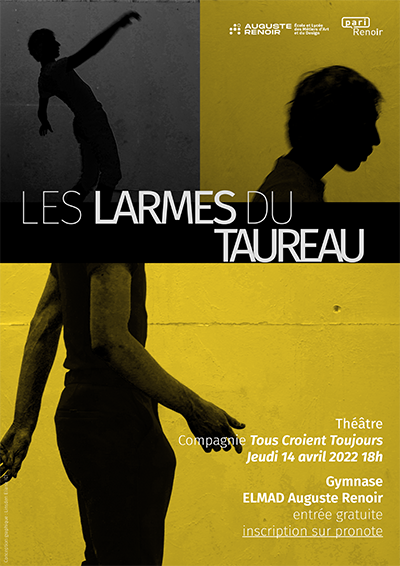 AUGUSTE
RENOIR
École et Lycée
des Métiers d'Art
et du Design
pari
Renoir
LES LARMES DU
TAUREAU
Théâtre
Compagnie Tous Croient Toujours
Jeudi 14 avril 2022 18h
Gymnase
ELMAD Auguste Renoir
entrée gratuite
inscription sur pronote